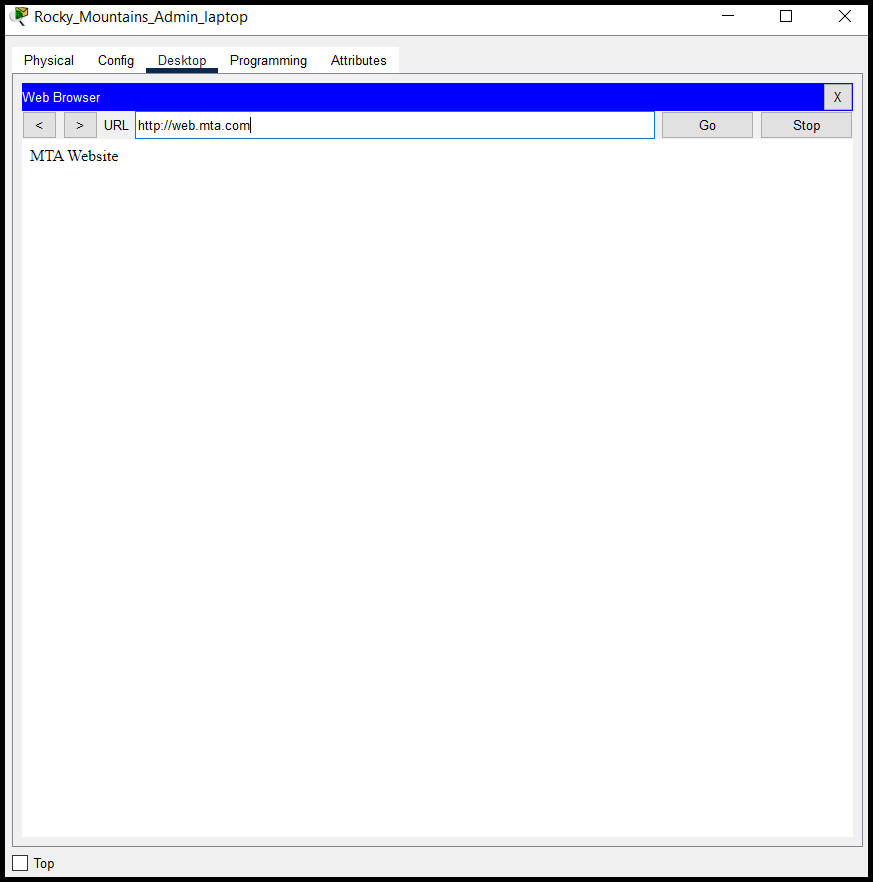 Rocky_Mountains_Admin_laptop
Physical Config Desktop Programming Attributes
Web Browser X
< > URL http://web.mta.com Go Stop
MTA Website
Top